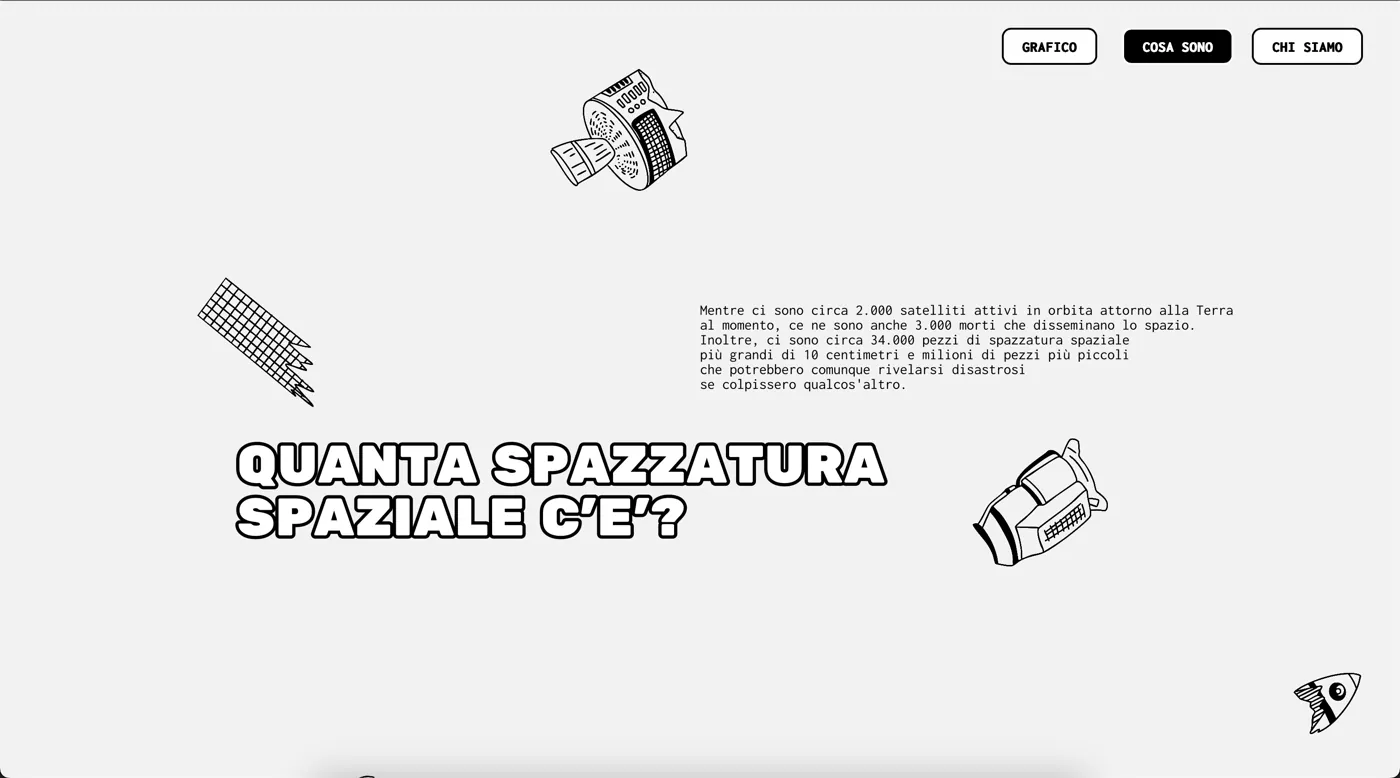 GRAFICO
COSA SONO
CHI SIAMO
Mentre ci sono circa 2.000 satelliti attivi in orbita attorno alla Terra
al momento, ce ne sono anche 3.000 morti che disseminano lo spazio.
Inoltre, ci sono circa 34.000 pezzi di spazzatura spaziale
più grandi di 10 centimetri e milioni di pezzi più piccoli
che potrebbero comunque rivelarsi disastrosi
se colpissero qualcos'altro.
QUANTA SPAZZATURA
SPAZIALE C’E’?